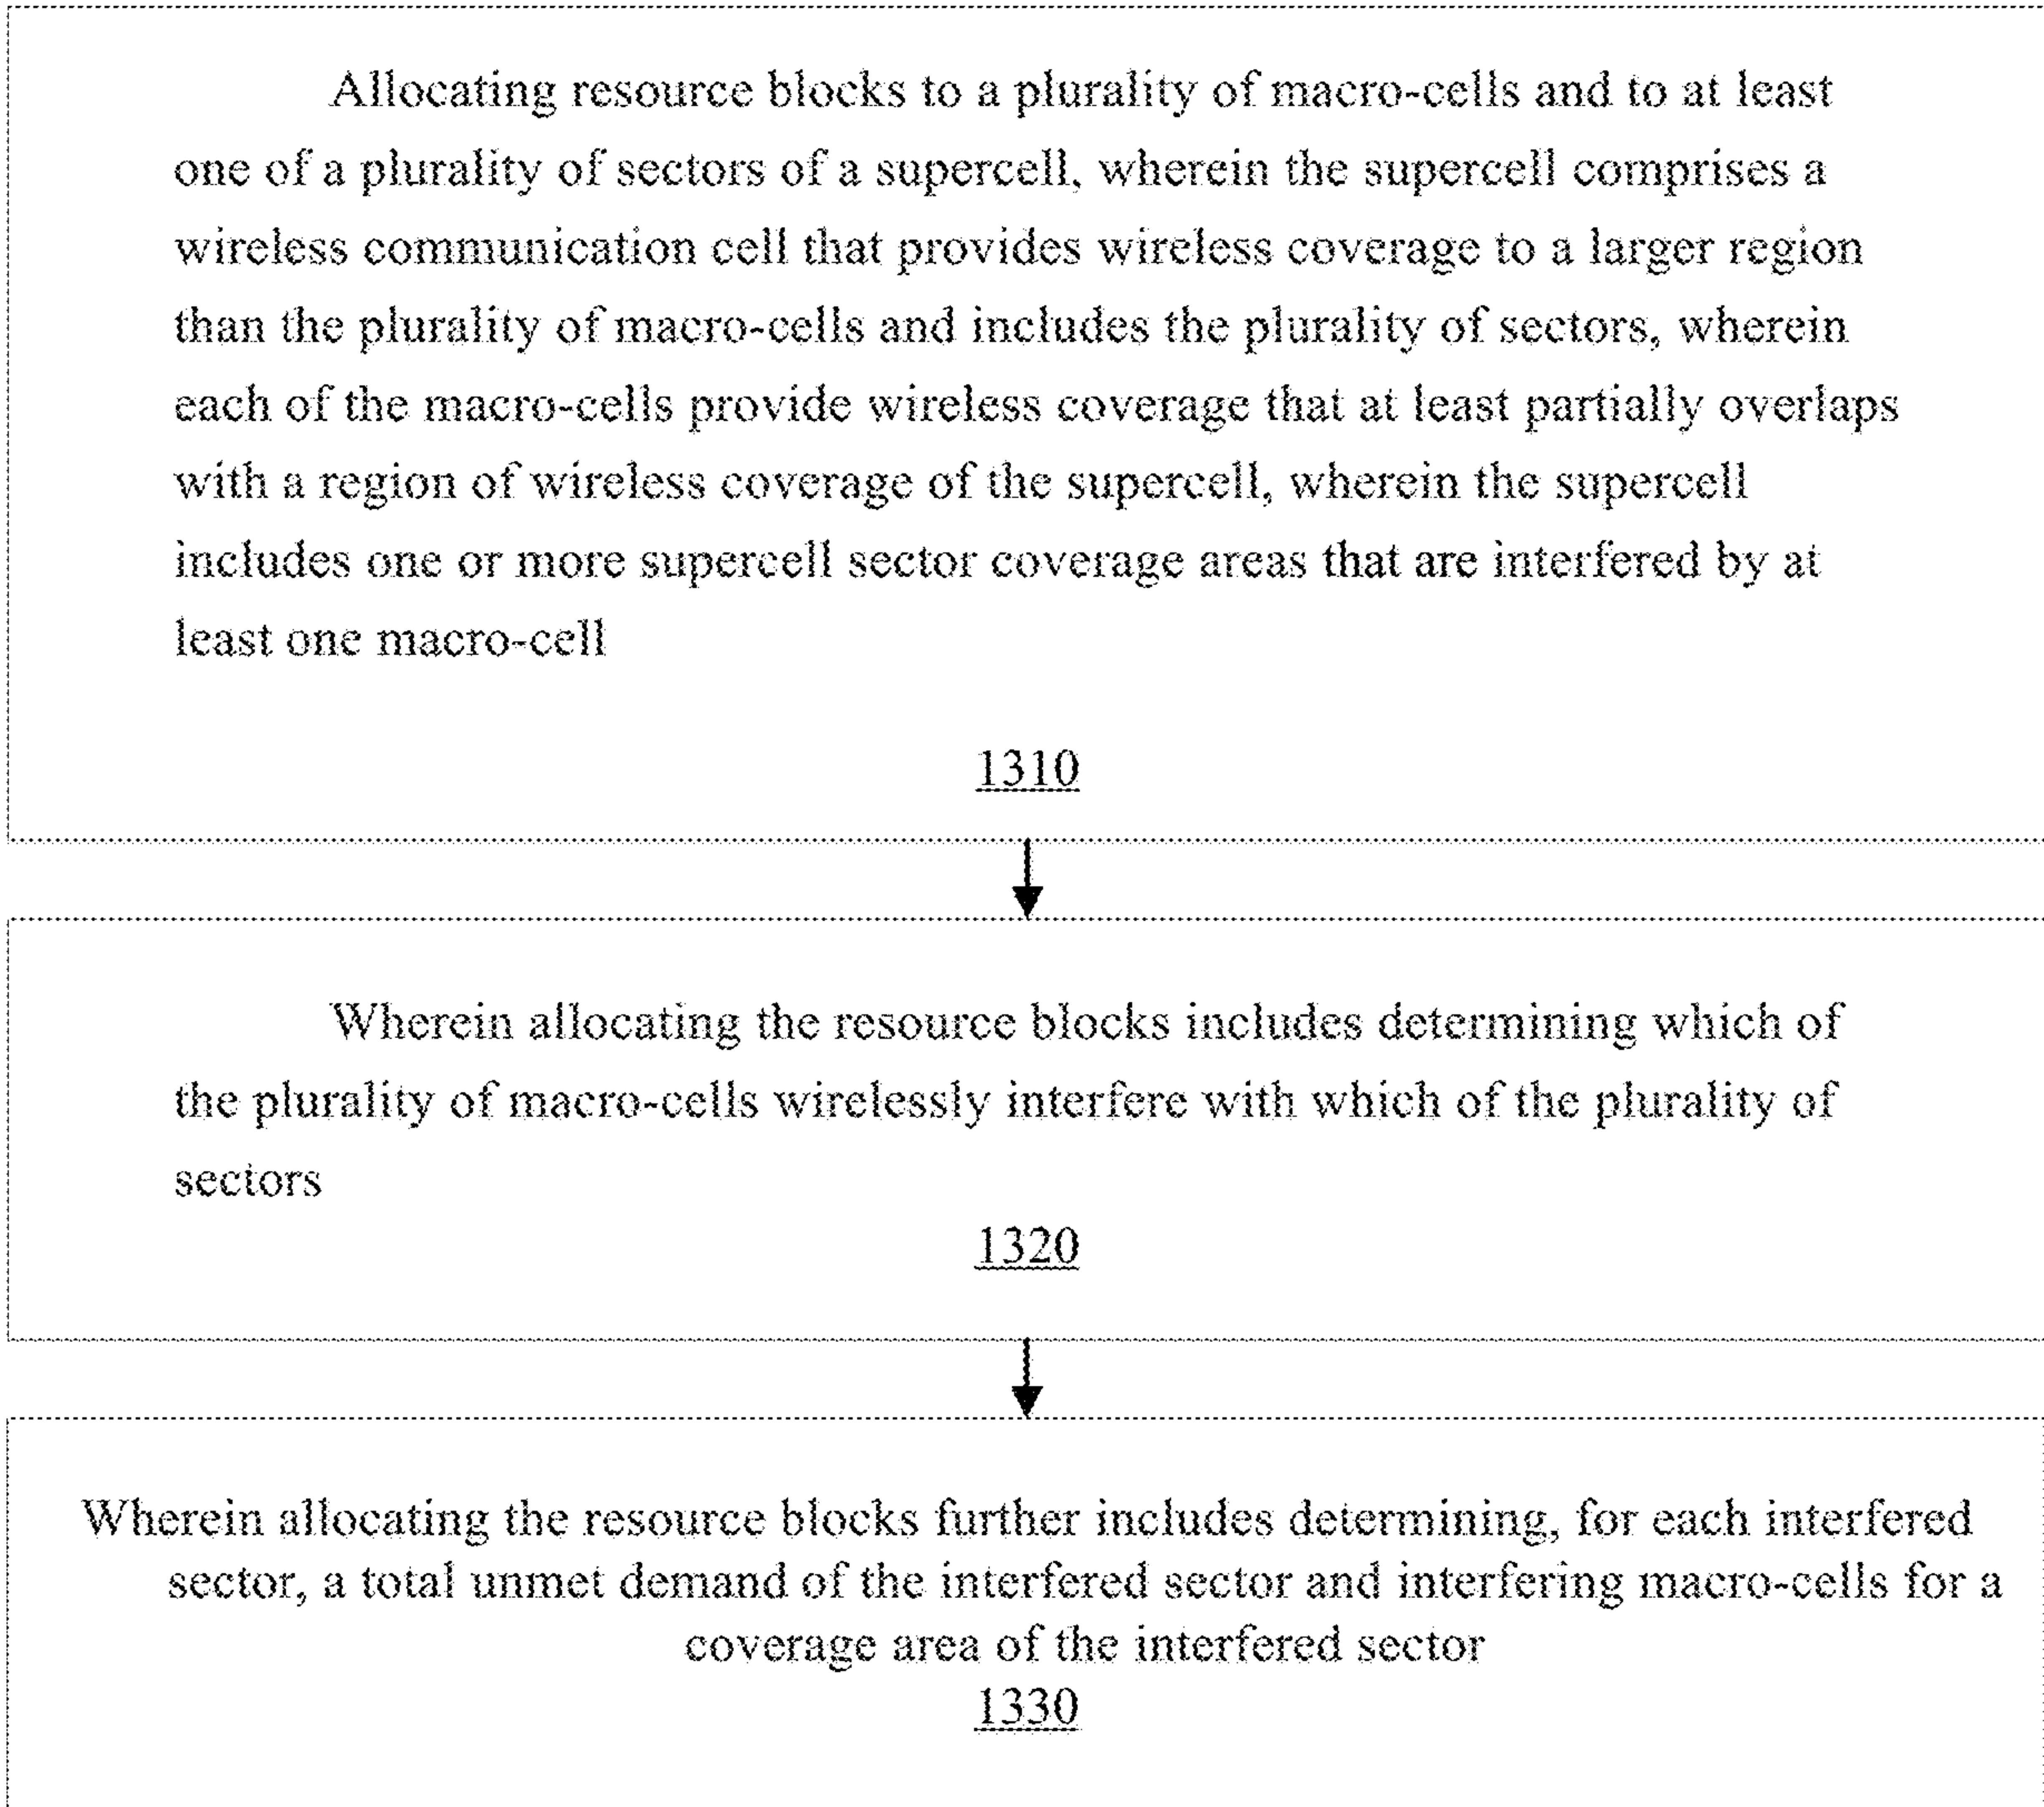 Allocating resource blocks to a plurality of macro-cells and to at least
one of a plurality of sectors of a supercell, wherein the supercell comprises a
wireless communication cell that provides wireless coverage to a larger region
than the plurality of macro-cells and includes the plurality of sectors, wherein
each of the macro-cells provide wireless coverage that at least partially overlaps
with a region of wireless coverage of the supercell, wherein the supercell
includes one or more supercell sector coverage areas that are interfered by at
least one macro-cell
1310
Wherein allocating the resource blocks includes determining which of
the plurality of macro-cells wirelessly interfere with which of the plurality of
sectors
1320
Wherein allocating the resource blocks further includes determining, for each interfered
sector, a total unmet demand of the interfered sector and interfering macro-cells for a
coverage area of the interfered sector
1330